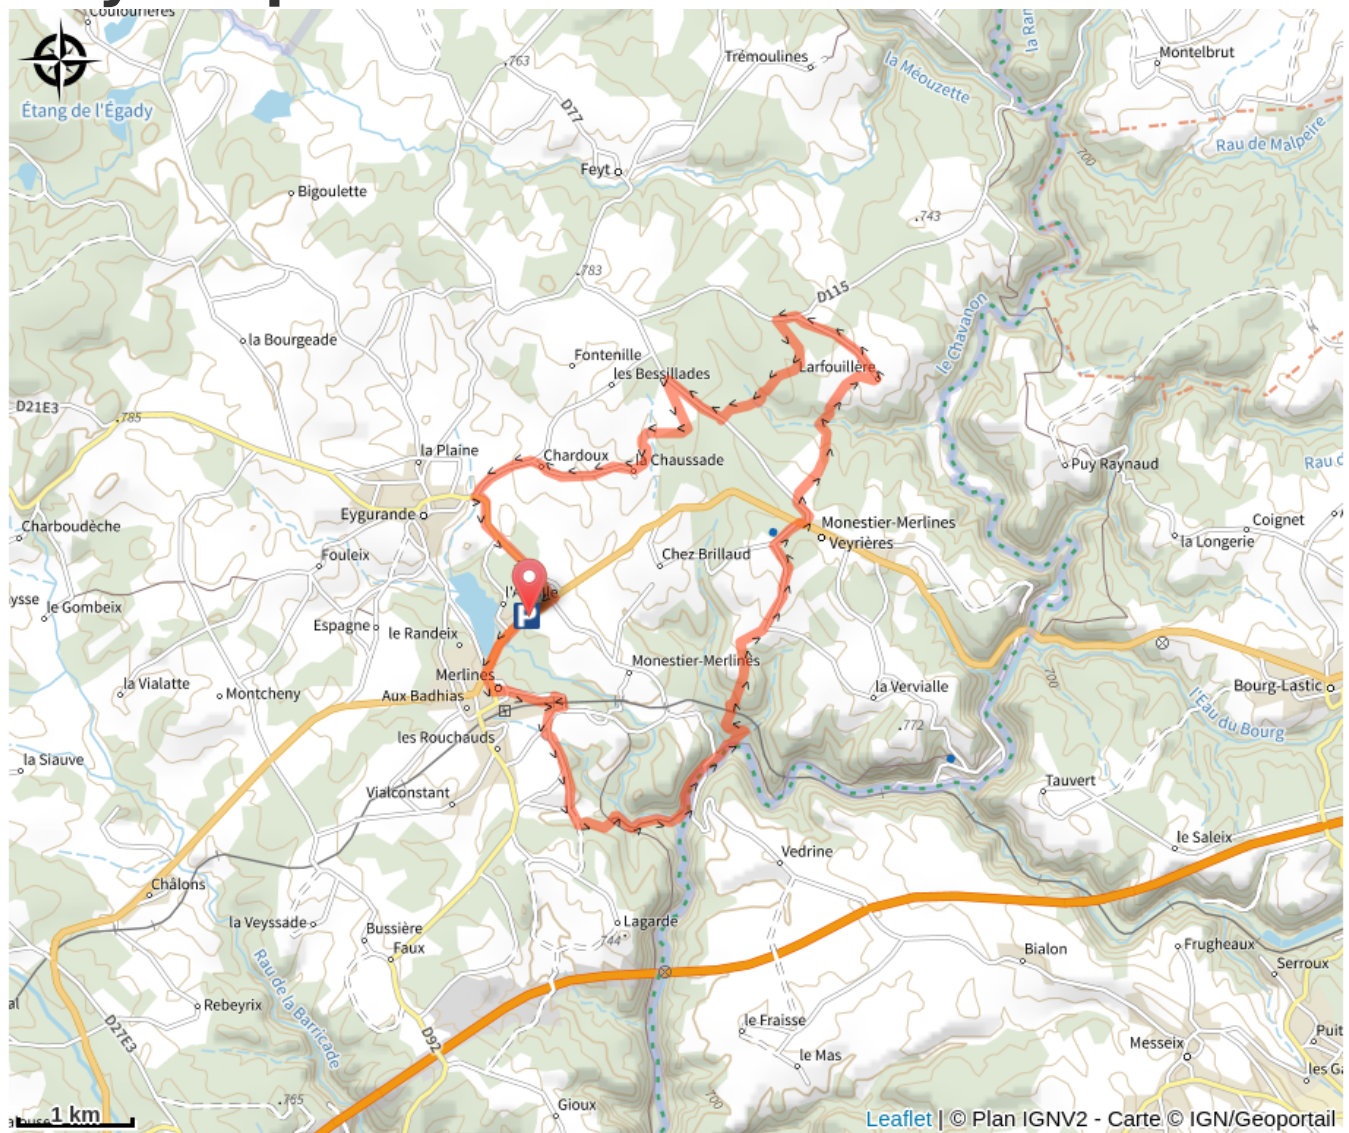 Coulourières
763
Trémoulines
la Méouzette
Montelbrut
Étang de l'Égady
D77
Rau de Malpeire
700
Feyt
Bigoulette
743
783
D115
le Chavanon
la Bourgeade
Fontenille
les Bessillades
Larfouillère
D21E3
785
la Plaine
Chardoux
la Chaussade
Puy Raynaud
Eygurande
Charboudèche
Monestier-Merlines
Veyrières
Coignet
la Longerie
Fouleix
Chez Brillaud
le Gombeix
Espagne
le Randeix
Monestier-Merlines
Merlines
la Vialatte
Montcheny
Aux Badhias
la Vervialle
700
Bourg-Lastic
l'Eau du Bourg
772
les Rouchauds
la Siauve
Vialconstant
Tauvert
le Saleix
Vedrine
Châlons
la Veyssade
Bussière
Faux
Lagarde
744
Bialon
Frugheaux
Serroux
Rau de la Barricade
Rebeyrix
D27E3
D92
le Fraisse
le Mas
Messeix
765
Gioux
700
1 km
Leaflet | © Plan IGNV2 - Carte © IGN/Geoportail